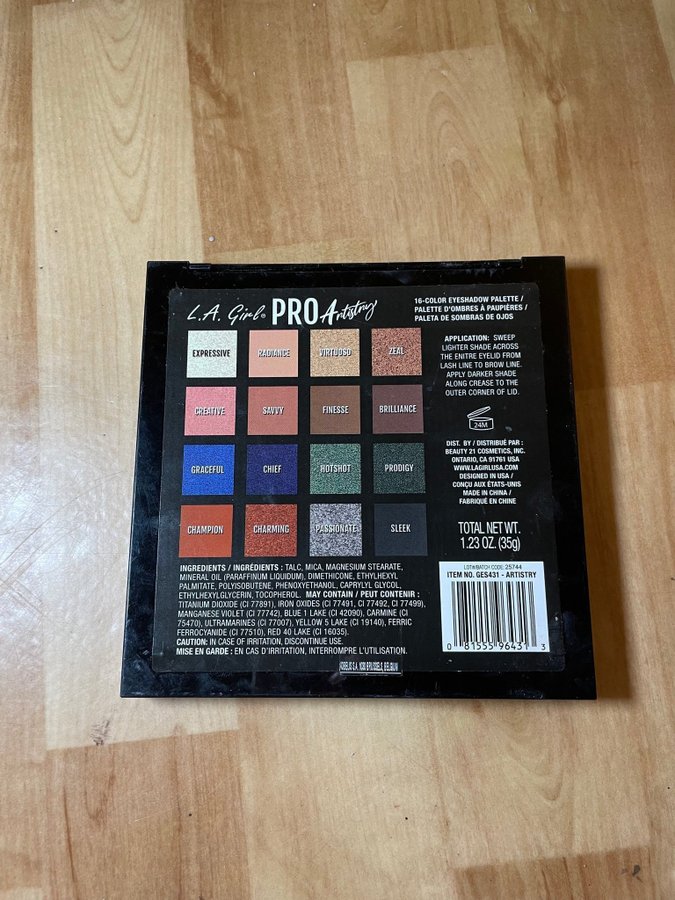 L.A. Girl® PRO Artistry
16-COLOR EYESHADOW PALETTE /
PALETTE D'OMBRES À PAUPIÈRES /
PALETA DE SOMBRAS DE OJOS
EXPRESSIVE
RADIANCE
VIRTUOSO
ZEAL
CREATIVE
SAVVY
FINESSE
BRILLIANCE
GRACEFUL
CHIEF
HOTSHOT
PRODIGY
CHAMPION
CHARMING
PASSIONATE
SLEEK
APPLICATION: SWEEP
LIGHTER SHADE ACROSS
THE ENITRE EYELID FROM
LASH LINE TO BROW LINE.
APPLY DARKER SHADE
ALONG CREASE TO THE
OUTER CORNER OF LID.
24M
DIST. BY / DISTRIBUÉ PAR :
BEAUTY 21 COSMETICS, INC.
ONTARIO, CA 91761 USA
WWW.LAGIRLUSA.COM
DESIGNED IN USA /
CONÇU AUX ÉTATS-UNIS
MADE IN CHINA /
FABRIQUÉ EN CHINE
TOTAL NET WT.
1.23 OZ. (35g)
INGREDIENTS / INGRÉDIENTS : TALC, MICA, MAGNESIUM STEARATE,
MINERAL OIL (PARAFFINUM LIQUIDUM), DIMETHICONE, ETHYLHEXYL
PALMITATE, POLYISOBUTENE, PHENOXYETHANOL, CAPRYLYL GLYCOL,
ETHYLHEXYLGLYCERIN, TOCOPHEROL. MAY CONTAIN / PEUT CONTENIR :
TITANIUM DIOXIDE (CI 77891), IRON OXIDES (CI 77491, CI 77492, CI 77499),
MANGANESE VIOLET (CI 77742), BLUE 1 LAKE (CI 42090), CARMINE (CI
75470), ULTRAMARINES (CI 77007), YELLOW 5 LAKE (CI 19140), FERRIC
FERROCYANIDE (CI 77510), RED 40 LAKE (CI 16035).
CAUTION: IN CASE OF IRRITATION, DISCONTINUE USE.
MISE EN GARDE : EN CAS D'IRRITATION, INTERROMPRE L'UTILISATION.
LOT#/BATCH CODE: 25744
ITEM NO. GES431 - ARTISTRY
0 81555 96431 3
S.A. BELGIUM